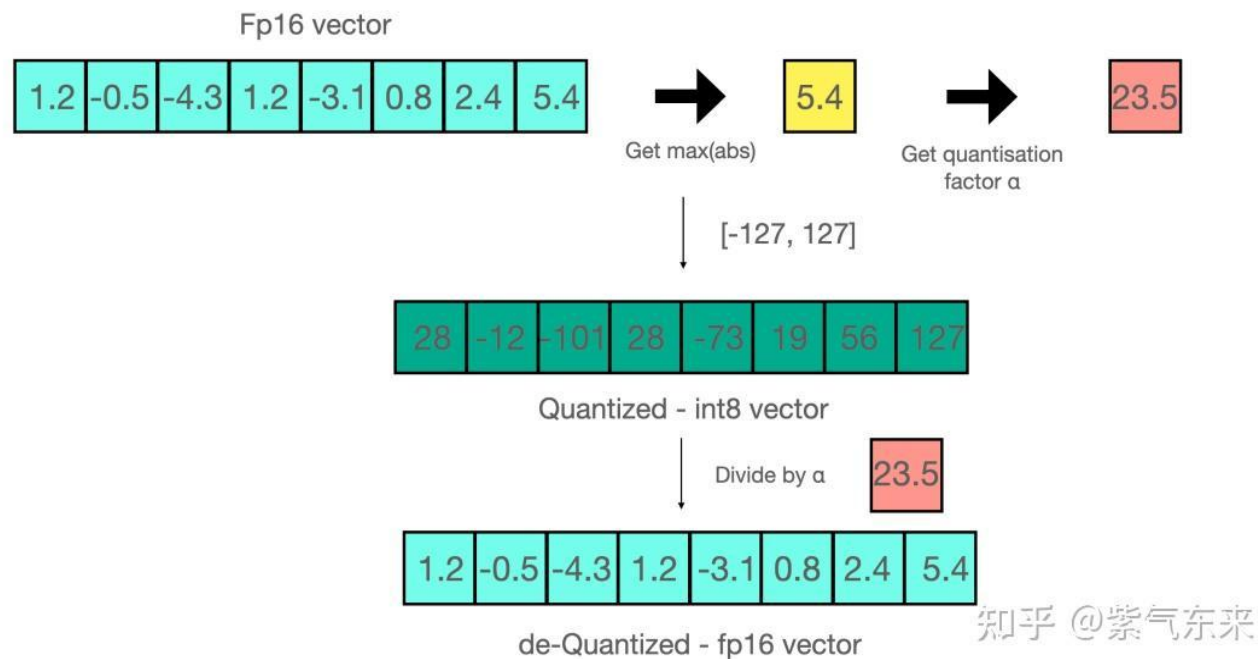 Fp16 vector
1.2 -0.5 -4.3 1.2 -3.1 0.8 2.4 5.4
5.4
23.5
Get max(abs)
Get quantisation
factor α
[-127, 127]
28 -12 -101 28 -73 19 56 127
Quantized - int8 vector
Divide by α
23.5
1.2 -0.5 -4.3 1.2 -3.1 0.8 2.4 5.4
de-Quantized - fp16 vector
知乎 @紫气东来